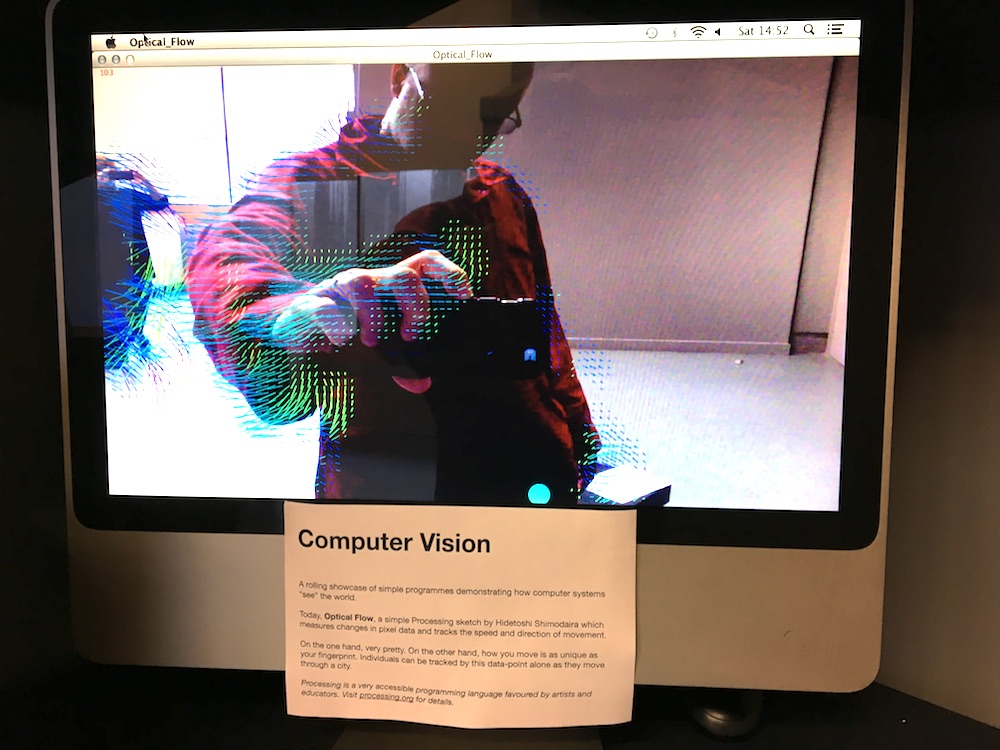 Optical_Flow
Sat 14:52
Optical_Flow
103
Computer Vision
A rolling showcase of simple programmes demonstrating how computer systems
"see" the world.
Today, Optical Flow, a simple Processing sketch by Hidetoshi Shimodaira which
measures changes in pixel data and tracks the speed and direction of movement.
On the one hand, very pretty. On the other hand, how you move is as unique as
your fingerprint. Individuals can be tracked by this data-point alone as they move
through a city.
Processing is a very accessible programming language favoured by artists and
educators. Visit processing.org for details.